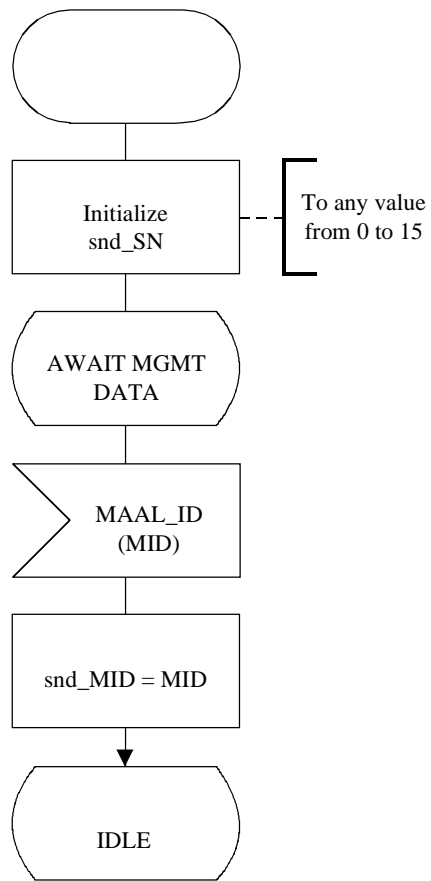 Initialize
snd_SN
To any value
from 0 to 15
AWAIT MGMT
DATA
MAAL_ID
(MID)
snd_MID = MID
IDLE